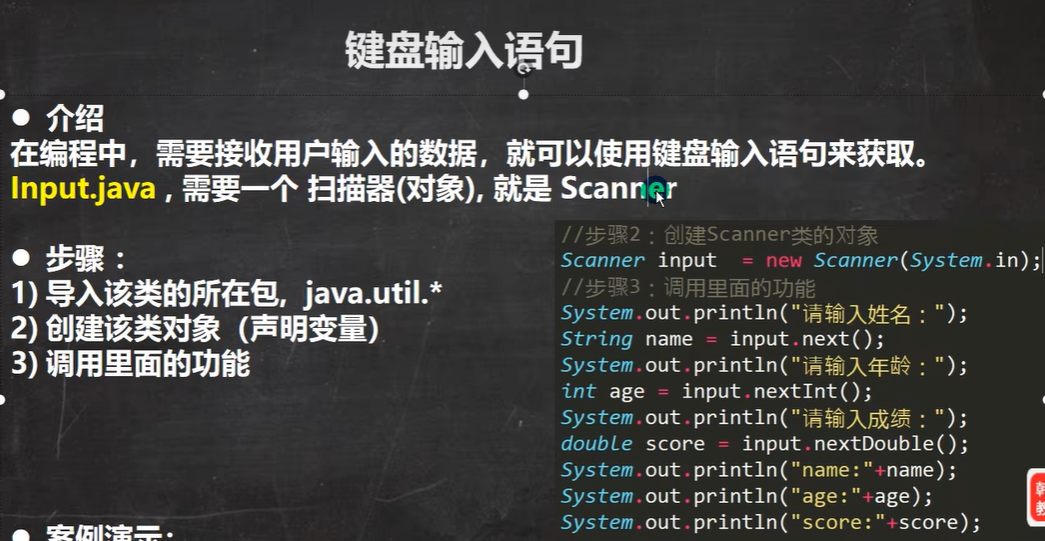 键盘输入语句
● 介绍
在编程中，需要接收用户输入的数据，就可以使用键盘输入语句来获取。
Input.java , 需要一个 扫描器(对象), 就是 Scanner
● 步骤 ：
1) 导入该类的所在包,  java.util.*
2) 创建该类对象（声明变量）
3) 调用里面的功能
//步骤2：创建Scanner类的对象
Scanner input  = new Scanner(System.in);
//步骤3：调用里面的功能
System.out.println("请输入姓名：");
String name = input.next();
System.out.println("请输入年龄：");
int age = input.nextInt();
System.out.println("请输入成绩：");
double score = input.nextDouble();
System.out.println("name:"+name);
System.out.println("age:"+age);
System.out.println("score:"+score);
● 案例演示: